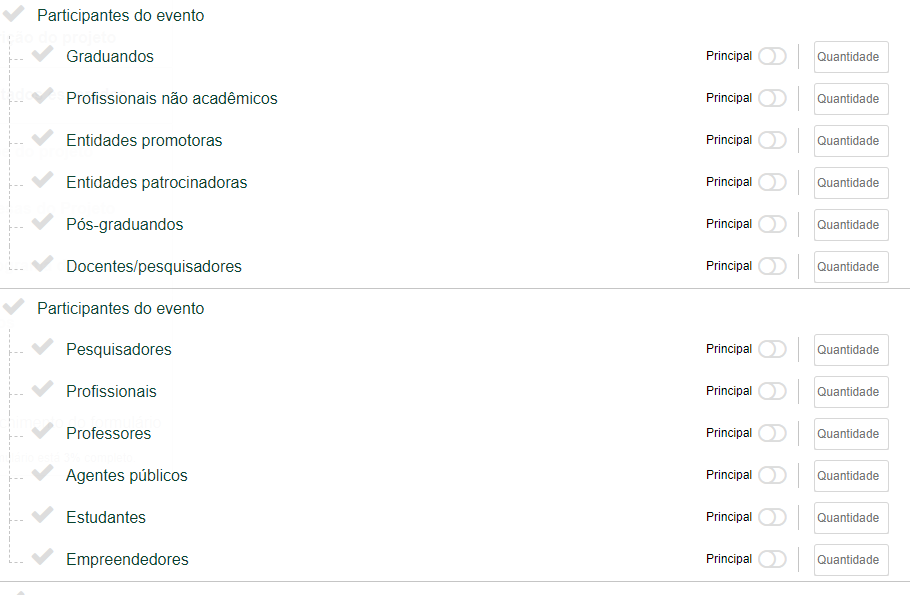 Participantes do evento
Graduandos Principal Quantidade
Profissionais não acadêmicos Principal Quantidade
Entidades promotoras Principal Quantidade
Entidades patrocinadoras Principal Quantidade
Pós-graduandos Principal Quantidade
Docentes/pesquisadores Principal Quantidade
Participantes do evento
Pesquisadores Principal Quantidade
Profissionais Principal Quantidade
Professores Principal Quantidade
Agentes públicos Principal Quantidade
Estudantes Principal Quantidade
Empreendedores Principal Quantidade